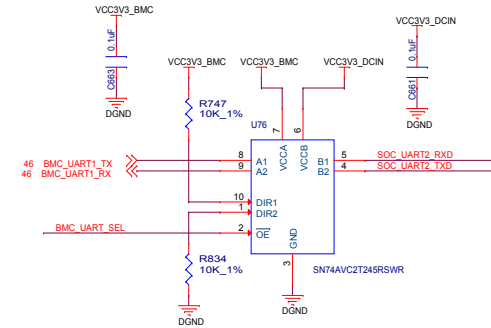 VCC3V3_BMC
VCC3V3_DCIN
0.1uF
C663
0.1uF
C661
DGND
DGND
VCC3V3_BMC
VCC3V3_BMC
VCC3V3_DCIN
R747
10K_1%
U76
7
6
VCCA
VCCB
46 BMC_UART1_TX
8
A1
B1
5
SOC_UART2_RXD
46 BMC_UART1_RX
9
A2
B2
4
SOC_UART2_TXD
10
DIR1
1
DIR2
BMC_UART_SEL
2
OE
GND
3
R834
10K_1%
SN74AVC2T245RSWR
DGND
DGND